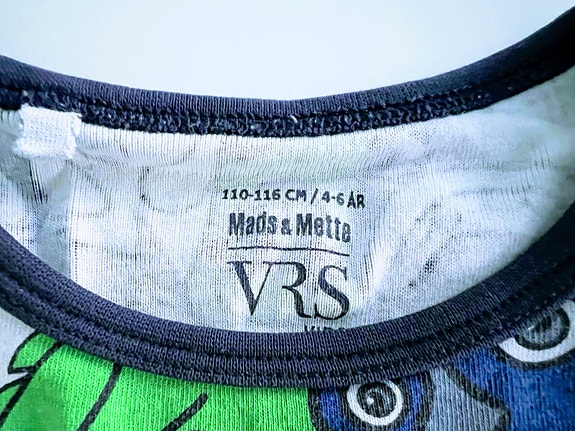 110-116 CM / 4-6 ÅR
Mads & Mette
VRS